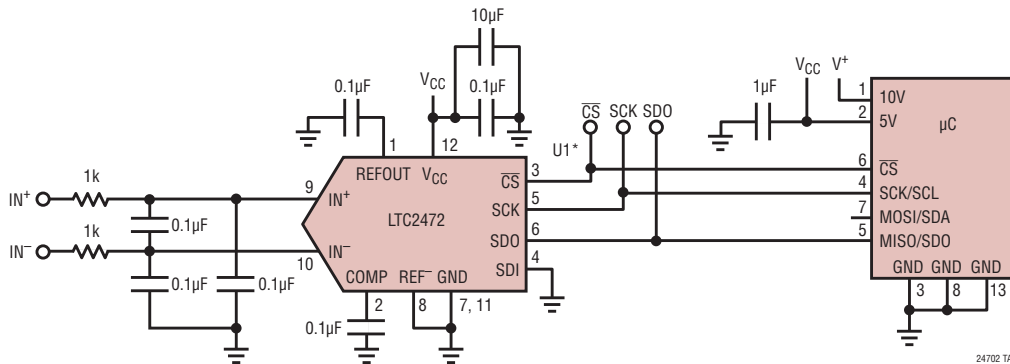 10µF
VCC
0.1µF
0.1µF
1
12
REFOUT
VCC
CS
SCK
SDO
U1*
1µF
VCC
V+
1
10V
2
5V
µC
IN+
1k
9
IN+
0.1µF
IN–
1k
IN–
10
0.1µF
0.1µF
LTC2472
CS
3
SCK
5
SDO
6
SDI
4
COMP
REF–
GND
2
8
7, 11
0.1µF
6
CS
4
SCK/SCL
7
MOSI/SDA
5
MISO/SDO
GND
GND
GND
3
8
13